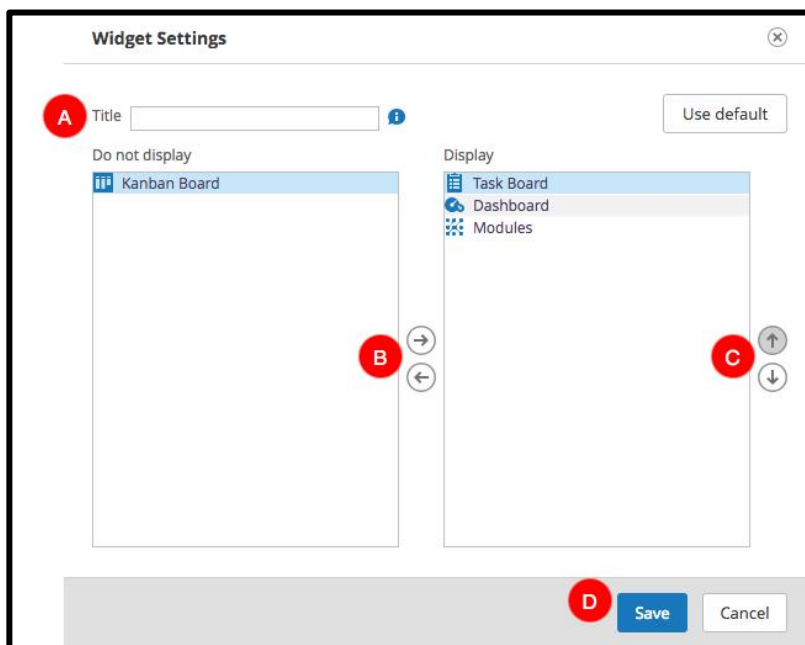 Widget Settings
A Title Use default
Do not display Display
Kanban Board Task Board
Dashboard
Modules
B C
D Save Cancel